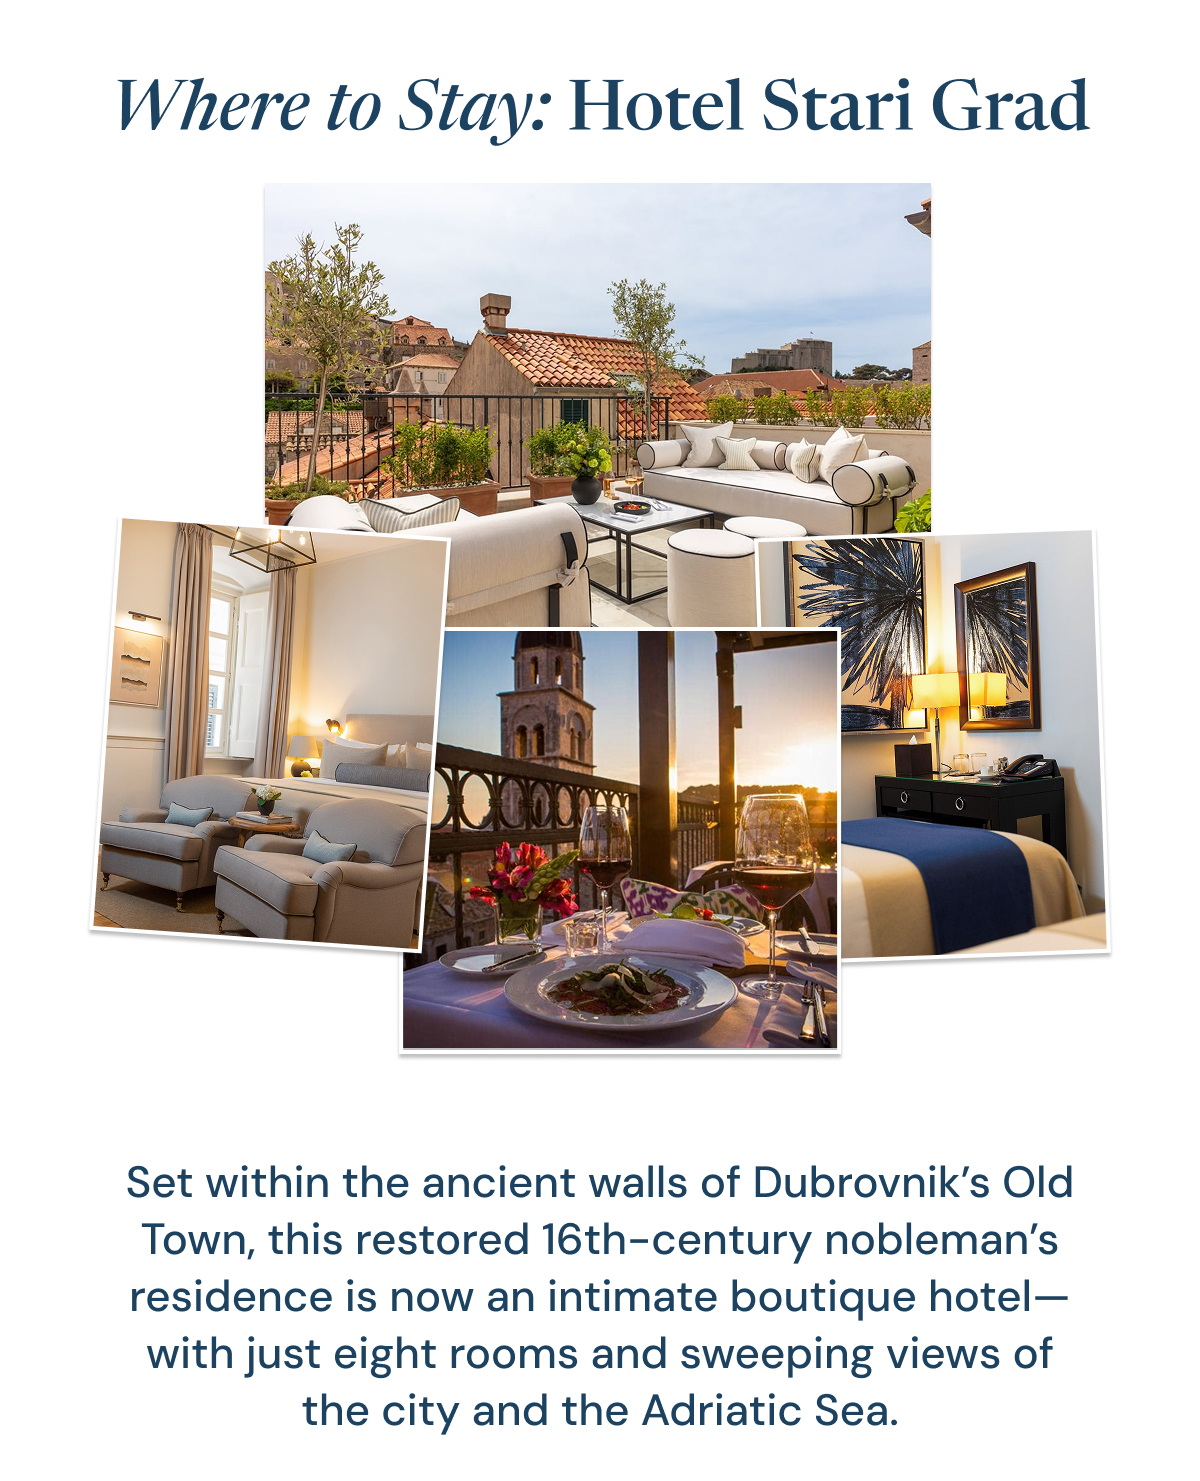 Where to Stay: Hotel Stari Grad
Set within the ancient walls of Dubrovnik’s Old
Town, this restored 16th-century nobleman’s
residence is now an intimate boutique hotel—
with just eight rooms and sweeping views of
the city and the Adriatic Sea.